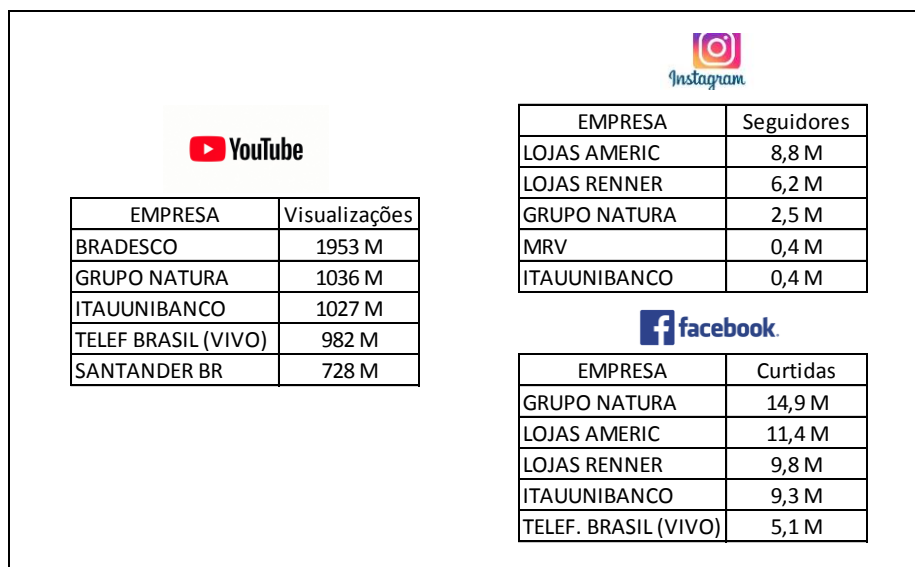 YouTube
EMPRESA Visualizações
BRADESCO 1953 M
GRUPO NATURA 1036 M
ITAUUNIBANCO 1027 M
TELEF BRASIL (VIVO) 982 M
SANTANDER BR 728 M
Instagram
EMPRESA Seguidores
LOJAS AMERIC 8,8 M
LOJAS RENNER 6,2 M
GRUPO NATURA 2,5 M
MRV 0,4 M
ITAUUNIBANCO 0,4 M
facebook.
EMPRESA Curtidas
GRUPO NATURA 14,9 M
LOJAS AMERIC 11,4 M
LOJAS RENNER 9,8 M
ITAUUNIBANCO 9,3 M
TELEF. BRASIL (VIVO) 5,1 M